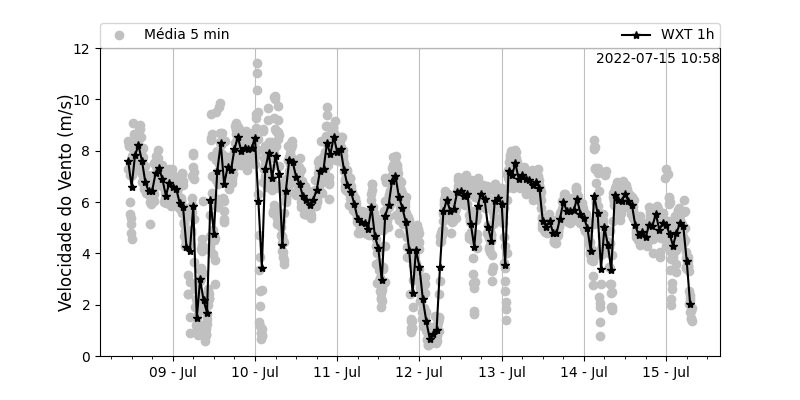 Média 5 min
WXT 1h
2022-07-15 10:58
Velocidade do Vento (m/s)
12
10
8
6
4
2
0
09 - Jul
10 - Jul
11 - Jul
12 - Jul
13 - Jul
14 - Jul
15 - Jul